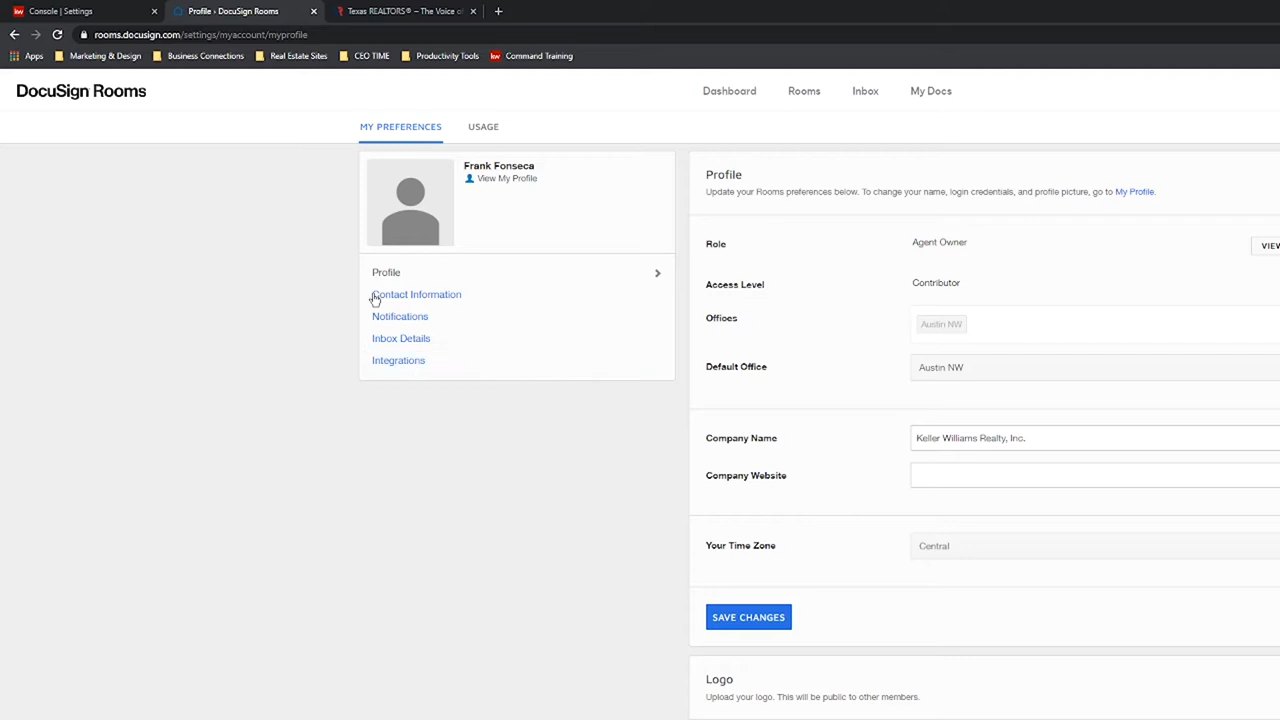 Console | Settings
Profile › DocuSign Rooms
Texas REALTORS® – The Voice of
rooms.docusign.com/settings/myaccount/myprofile
Apps
Marketing & Design
Business Connections
Real Estate Sites
CEO TIME
Productivity Tools
kw
Command Training
DocuSign Rooms
Dashboard
Rooms
Inbox
My Docs
MY PREFERENCES
USAGE
Frank Fonseca
View My Profile
Profile
Contact Information
Notifications
Inbox Details
Integrations
Profile
Update your Rooms preferences below. To change your name, login credentials, and profile picture, go to My Profile.
Role
Agent Owner
VIEW
Access Level
Contributor
Offices
Austin NW
Default Office
Austin NW
Company Name
Keller Williams Realty, Inc.
Company Website
Your Time Zone
Central
SAVE CHANGES
Logo
Upload your logo. This will be public to other members.